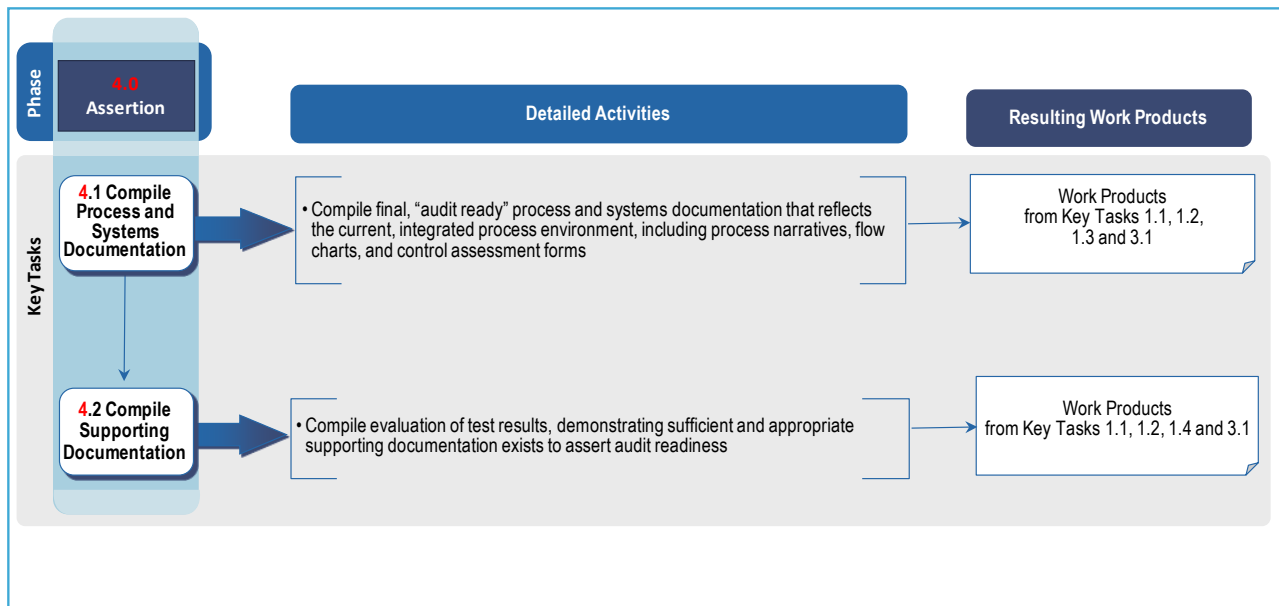 Phase
4.0
Assertion
Detailed Activities
Resulting Work Products
Key Tasks
4.1 Compile
Process and
Systems
Documentation
• Compile final, “audit ready” process and systems documentation that reflects
the current, integrated process environment, including process narratives, flow
charts, and control assessment forms
Work Products
from Key Tasks 1.1, 1.2,
1.3 and 3.1
4.2 Compile
Supporting
Documentation
• Compile evaluation of test results, demonstrating sufficient and appropriate
supporting documentation exists to assert audit readiness
Work Products
from Key Tasks 1.1, 1.2, 1.4 and 3.1